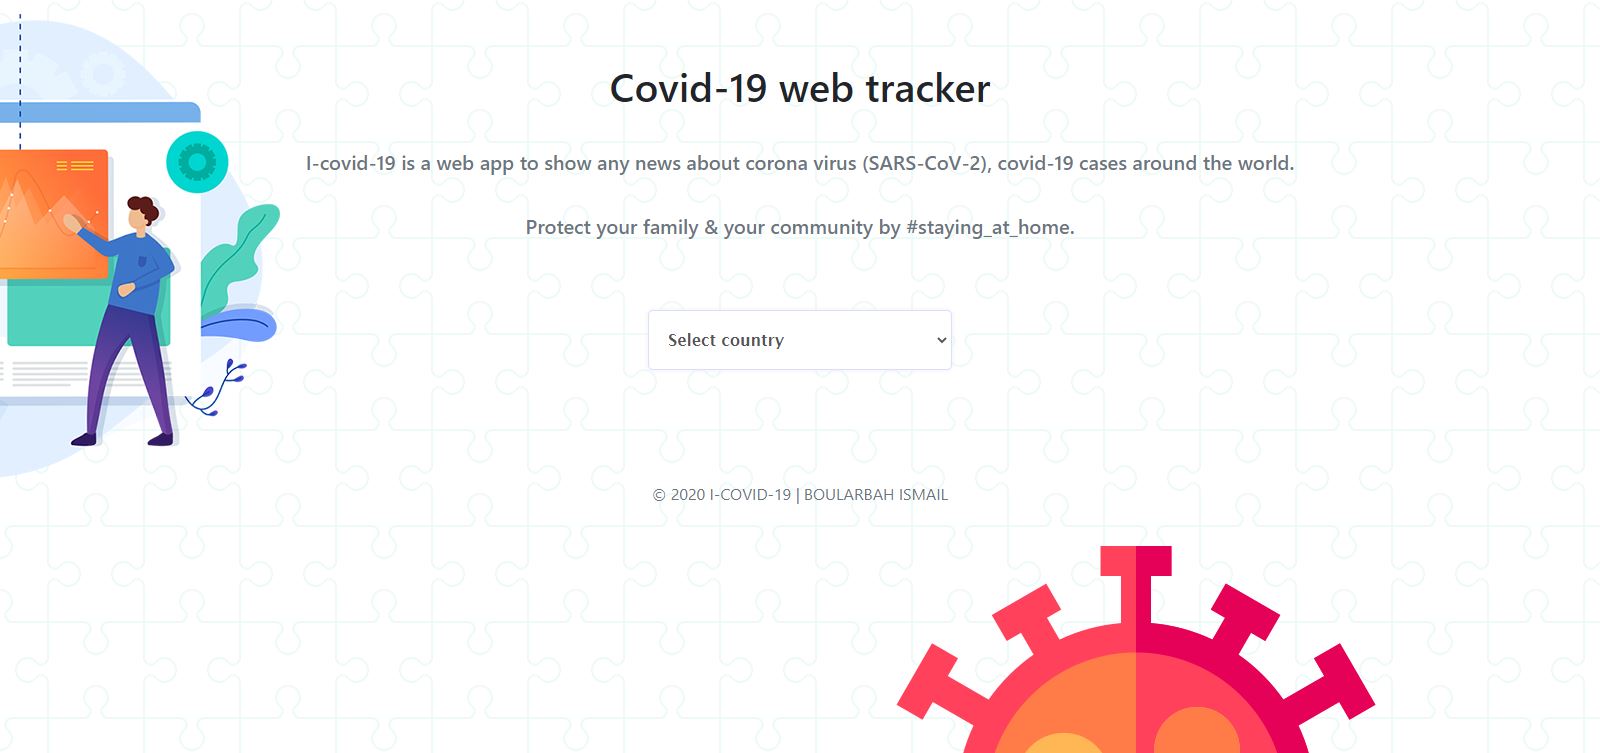 Covid-19 web tracker
I-covid-19 is a web app to show any news about corona virus (SARS-CoV-2), covid-19 cases around the world.
Protect your family & your community by #staying_at_home.
Select country
© 2020 I-COVID-19 | BOULARBAH ISMAIL